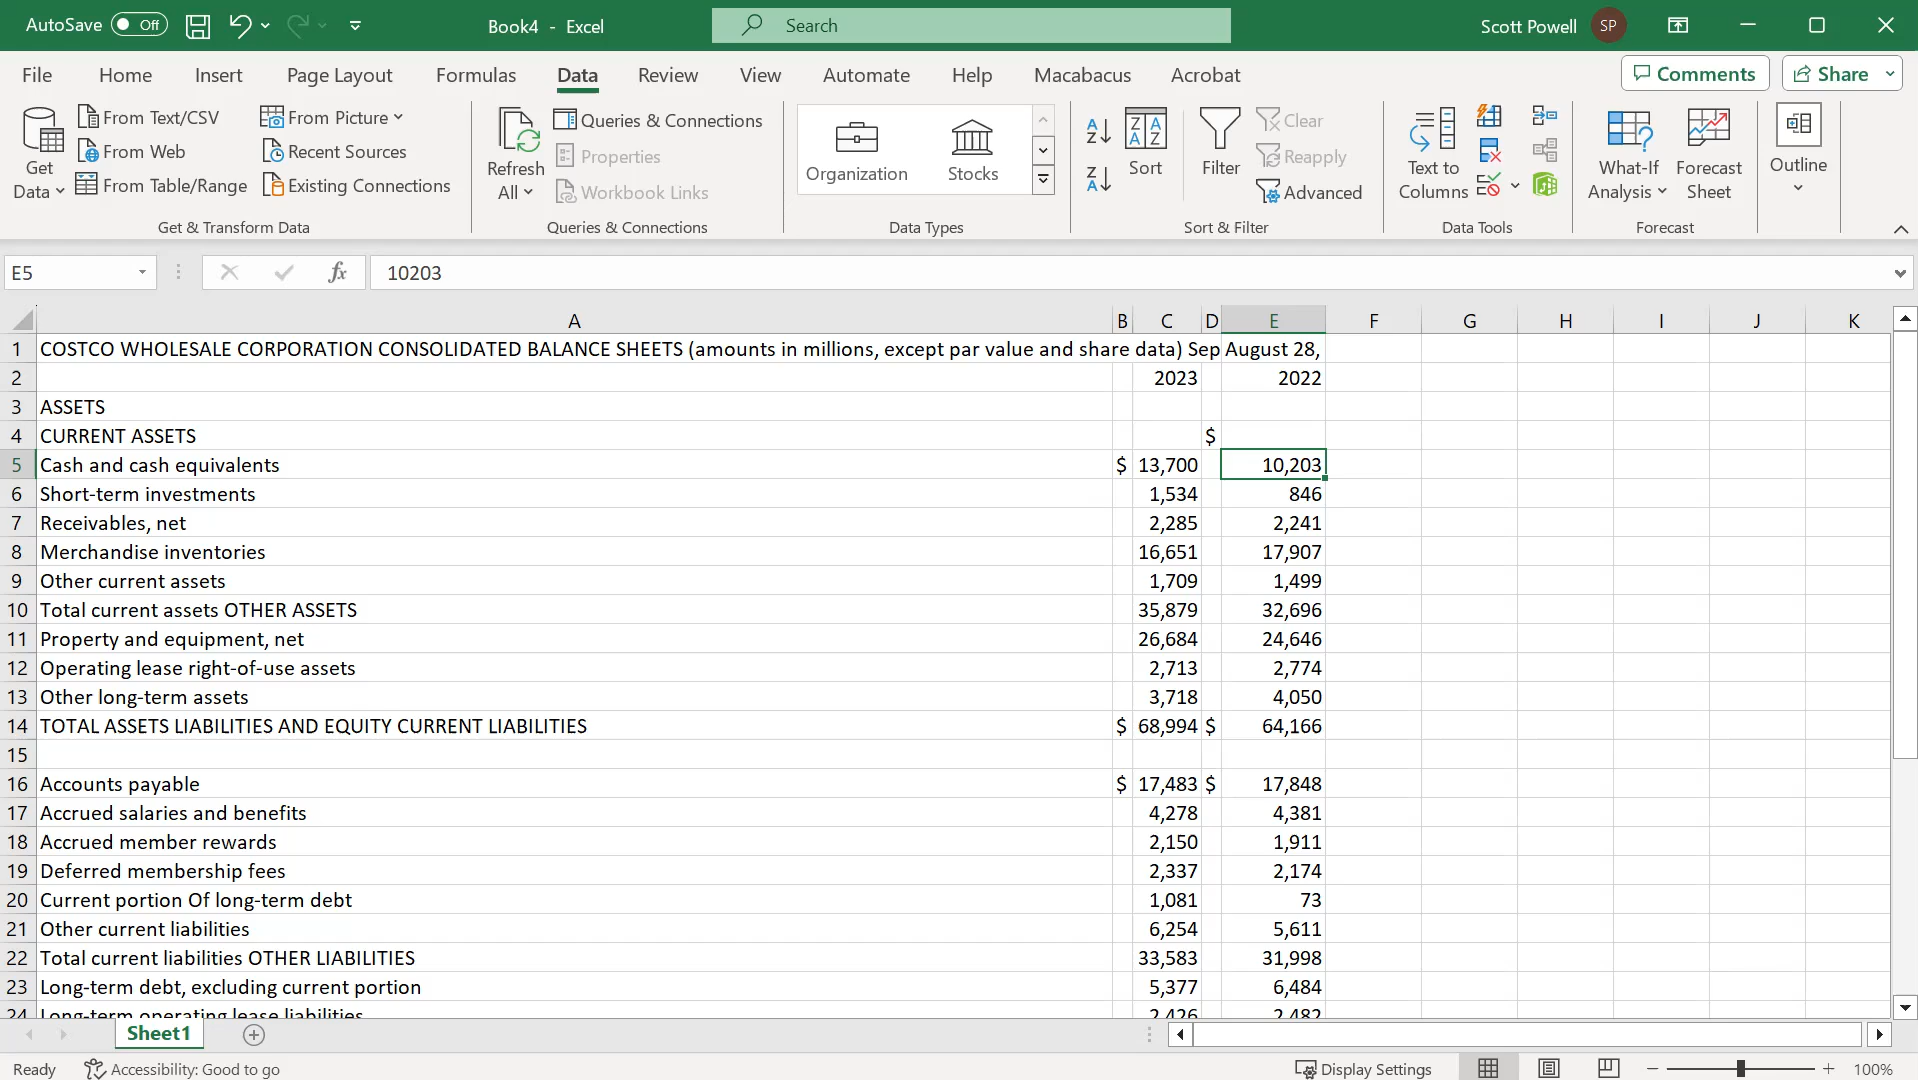 AutoSave Off Book4 - Excel Search Scott Powell SP
File Home Insert Page Layout Formulas Data Review View Automate Help Macabacus Acrobat Comments Share
Get Data
From Text/CSV
From Web
From Table/Range
From Picture
Recent Sources
Existing Connections
Get & Transform Data
Refresh All
Queries & Connections
Properties
Workbook Links
Queries & Connections
Organization Stocks
Data Types
Sort
Filter
Clear
Reapply
Advanced
Sort & Filter
Text to Columns
Data Tools
What-If Analysis
Forecast Sheet
Forecast
Outline
E5 fx 10203
A B C D E F G H I J K
1 COSTCO WHOLESALE CORPORATION CONSOLIDATED BALANCE SHEETS (amounts in millions, except par value and share data) Sep August 28,
2 2023 2022
3 ASSETS
4 CURRENT ASSETS $
5 Cash and cash equivalents $ 13,700 10,203
6 Short-term investments 1,534 846
7 Receivables, net 2,285 2,241
8 Merchandise inventories 16,651 17,907
9 Other current assets 1,709 1,499
10 Total current assets OTHER ASSETS 35,879 32,696
11 Property and equipment, net 26,684 24,646
12 Operating lease right-of-use assets 2,713 2,774
13 Other long-term assets 3,718 4,050
14 TOTAL ASSETS LIABILITIES AND EQUITY CURRENT LIABILITIES $ 68,994 $ 64,166
15
16 Accounts payable $ 17,483 $ 17,848
17 Accrued salaries and benefits 4,278 4,381
18 Accrued member rewards 2,150 1,911
19 Deferred membership fees 2,337 2,174
20 Current portion Of long-term debt 1,081 73
21 Other current liabilities 6,254 5,611
22 Total current liabilities OTHER LIABILITIES 33,583 31,998
23 Long-term debt, excluding current portion 5,377 6,484
24 Long-term operating lease liabilities 2,426 2,482
Sheet1
Ready Accessibility: Good to go Display Settings 100%